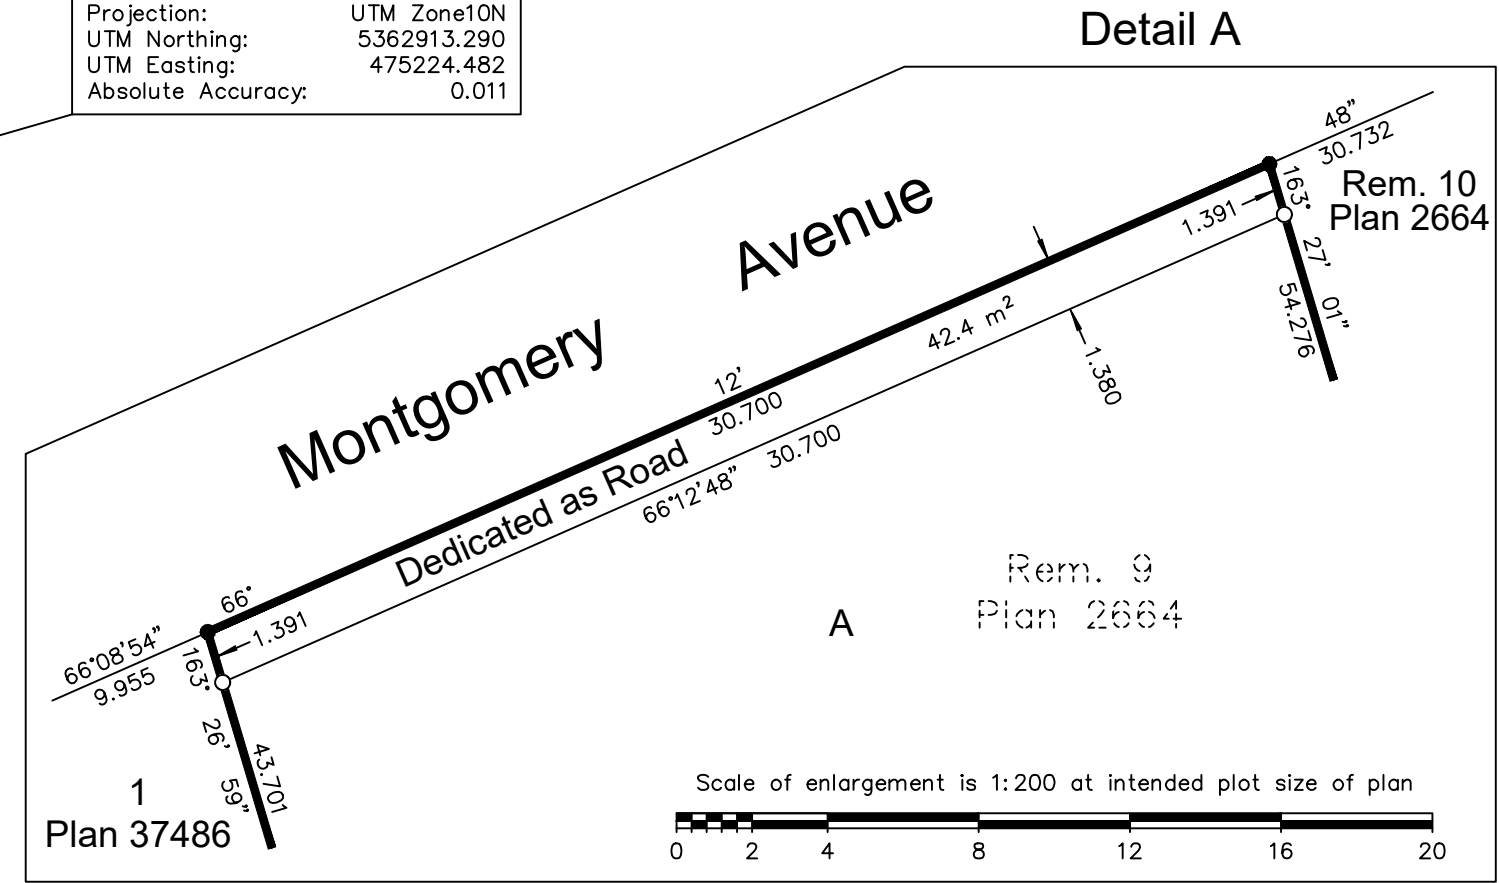 Projection: UTM Zone10N
UTM Northing: 5362913.290
UTM Easting: 475224.482
Absolute Accuracy: 0.011
Detail A
48”
30.732
163°
Rem. 10
Plan 2664
1.391
27’
01”
54.276
Montgomery Avenue
42.4 m²
1.380
12’
30.700
30.700
Dedicated as Road
66°12’48”
66°
1.391
66°08’54”
9.955
163°
26’
59”
43.701
Rem. 9
Plan 2664
A
1
Plan 37486
Scale of enlargement is 1:200 at intended plot size of plan
0 2 4 8 12 16 20